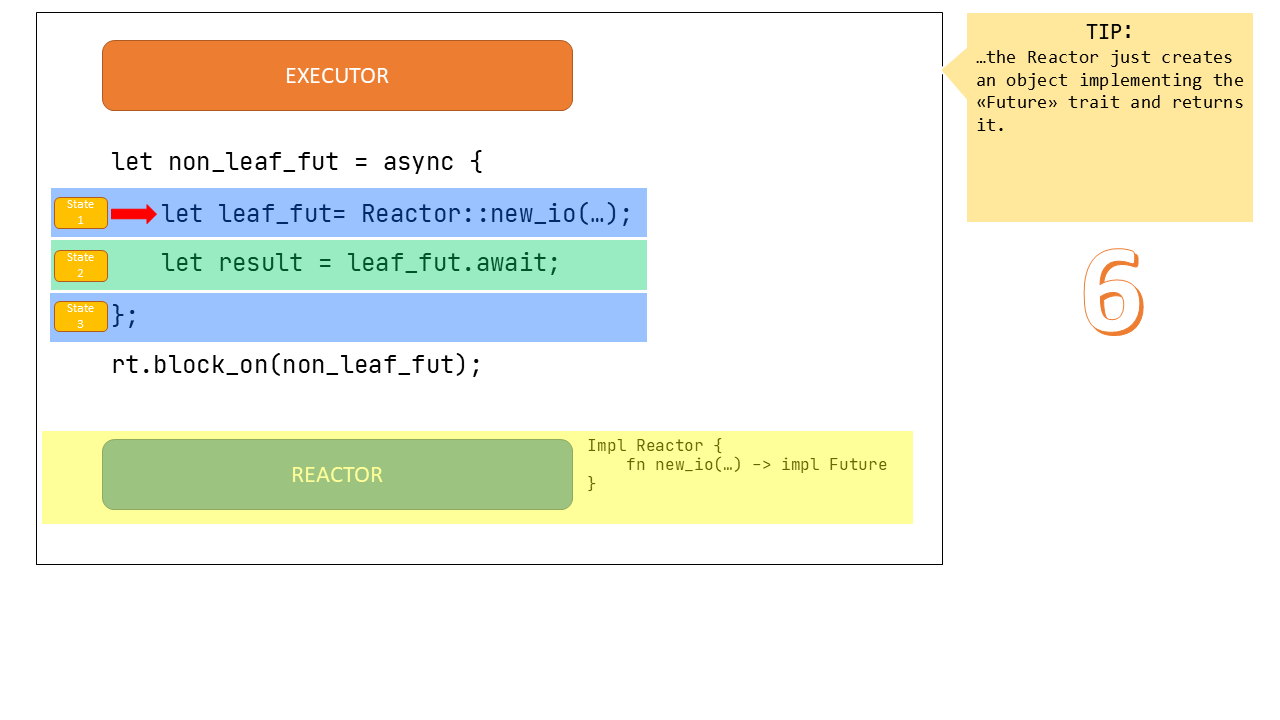 EXECUTOR
let non_leaf_fut = async {
State
1
let leaf_fut= Reactor::new_io(…);
State
2
let result = leaf_fut.await;
State
3
};
rt.block_on(non_leaf_fut);
REACTOR
Impl Reactor {
fn new_io(…) -> impl Future
}
TIP:
…the Reactor just creates
an object implementing the
«Future» trait and returns
it.
6